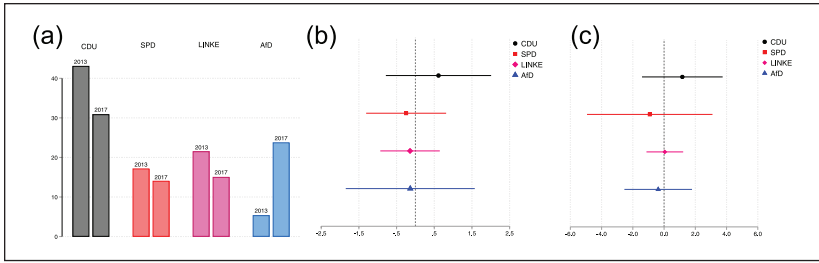 (a)
CDU
SPD
LINKE
AfD
2013
2017
2013
2017
2013
2017
2013
2017
40
30
20
10
0
(b)
CDU
SPD
LINKE
AfD
-2.5
-1.5
-.5
.5
1.5
2.5
(c)
CDU
SPD
LINKE
AfD
-6.0
-4.0
-2.0
0.0
2.0
4.0
6.0